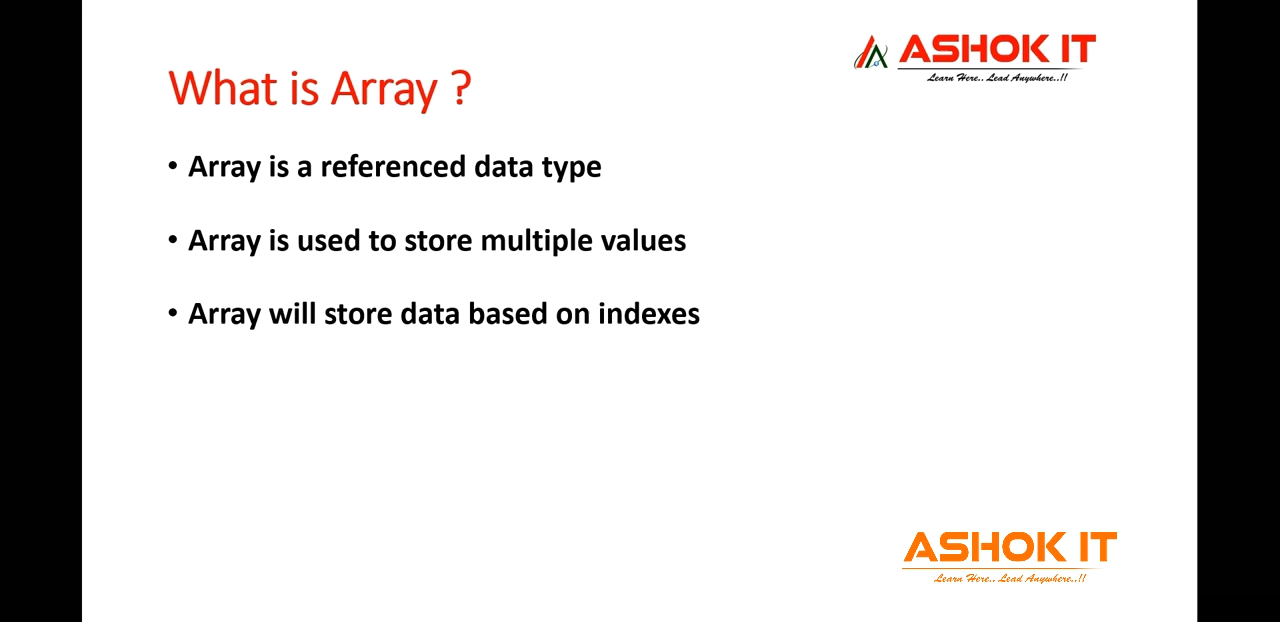 ASHOK IT
Learn Here.. Lead Anywhere..!!
What is Array ?
• Array is a referenced data type
• Array is used to store multiple values
• Array will store data based on indexes
ASHOK IT
Learn Here.. Lead Anywhere..!!